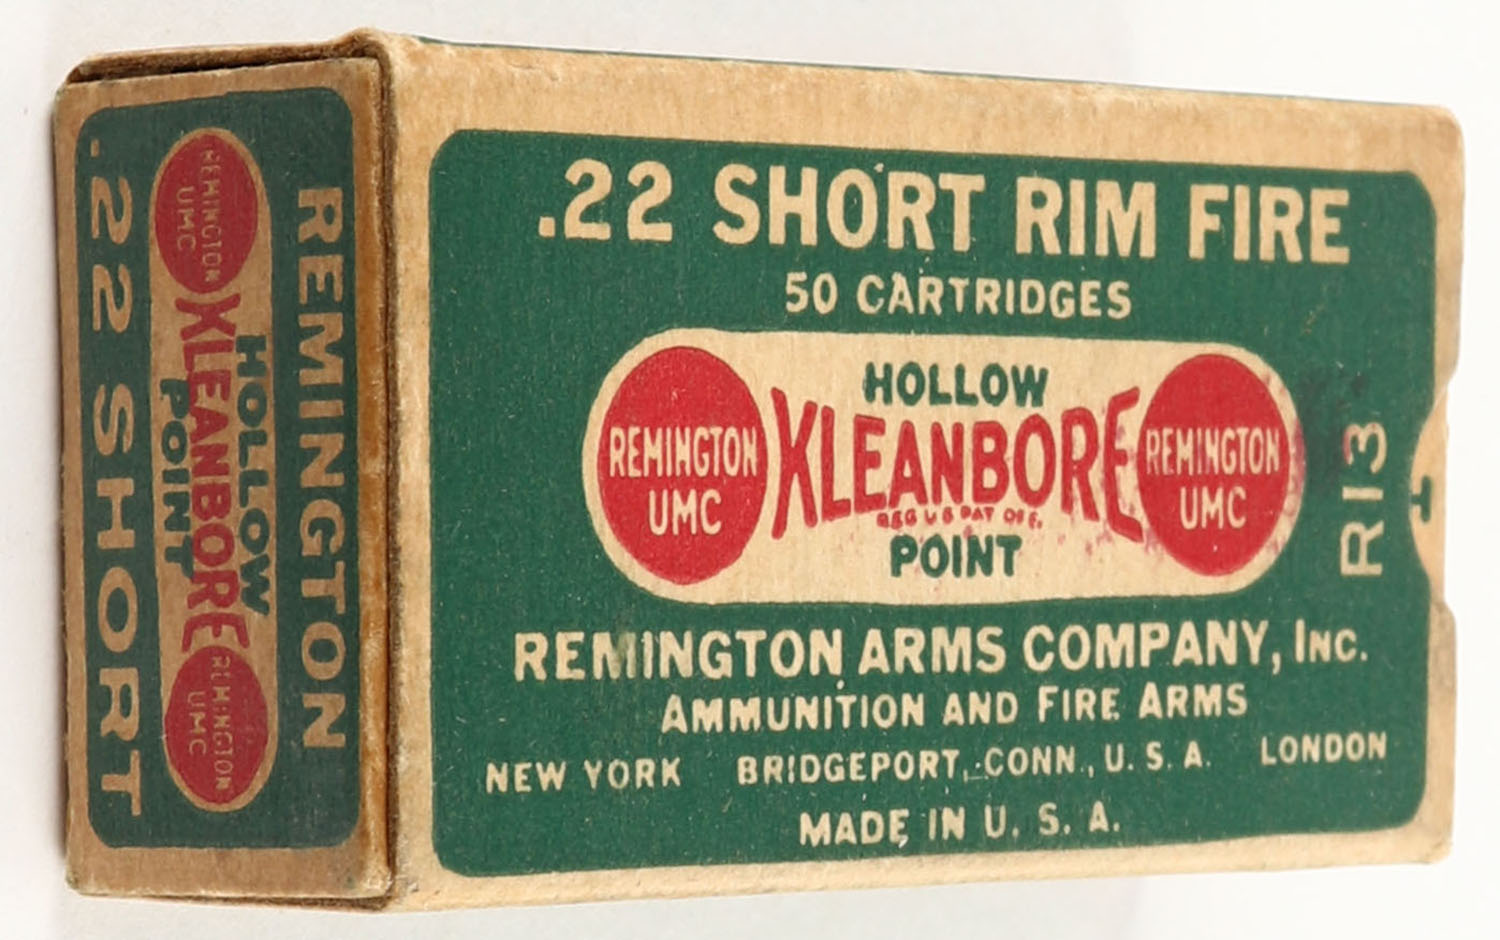 .22 SHORT RIM FIRE
50 CARTRIDGES
HOLLOW
REMINGTON
UMC
KLEANBORE
REG U S PAT OFF.
POINT
REMINGTON
UMC
R13
REMINGTON ARMS COMPANY, INC.
AMMUNITION AND FIRE ARMS
NEW YORK BRIDGEPORT, CONN., U. S. A. LONDON
MADE IN U. S. A.
REMINGTON
HOLLOW
REMINGTON
UMC
KLEANBORE
POINT
REMINGTON
UMC
.22 SHORT